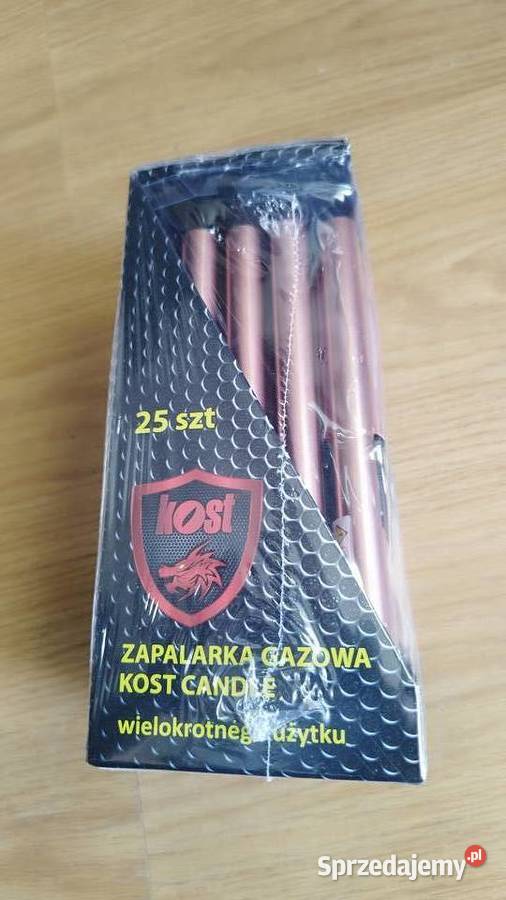 25 szt
kost
ZAPALARKA GAZOWA
KOST CANDLE
wielokrotnego użytku
Sprzedajemy.pl